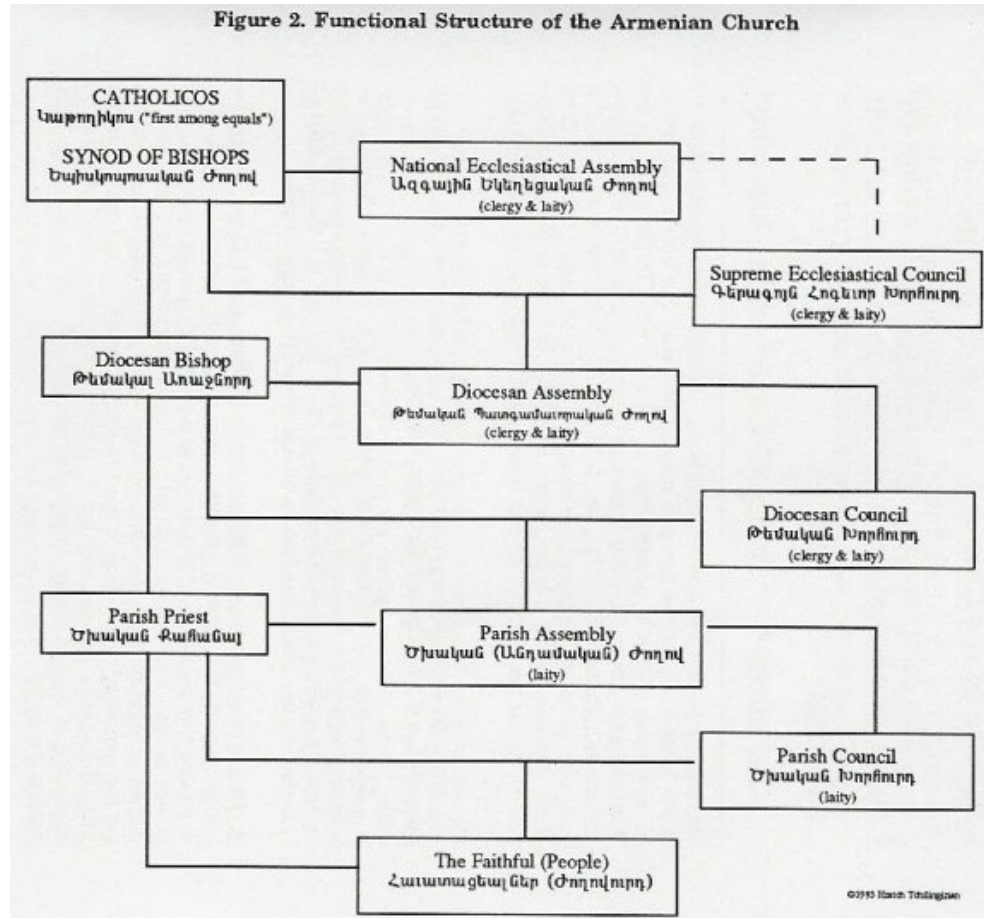 Figure 2. Functional Structure of the Armenian Church
CATHOLICOS
Կաթողիկոս ("first among equals")
SYNOD OF BISHOPS
Եպիսկոպոսական Ժողով
National Ecclesiastical Assembly
Ազգային Եկեղեցական Ժողով
(clergy & laity)
Supreme Ecclesiastical Council
Գերագոյն Հոգեւոր Խորհուրդ
(clergy & laity)
Diocesan Bishop
Թեմակալ Առաջնորդ
Diocesan Assembly
Թեմական Պատգամաւորական Ժողով
(clergy & laity)
Diocesan Council
Թեմական Խորհուրդ
(clergy & laity)
Parish Priest
Ծխական Քահանայ
Parish Assembly
Ծխական (Անդամական) Ժողով
(laity)
Parish Council
Ծխական Խորհուրդ
(laity)
The Faithful (People)
Հաւատացեալներ (Ժողովուրդ)
©1993 Hratch Tchilingirian